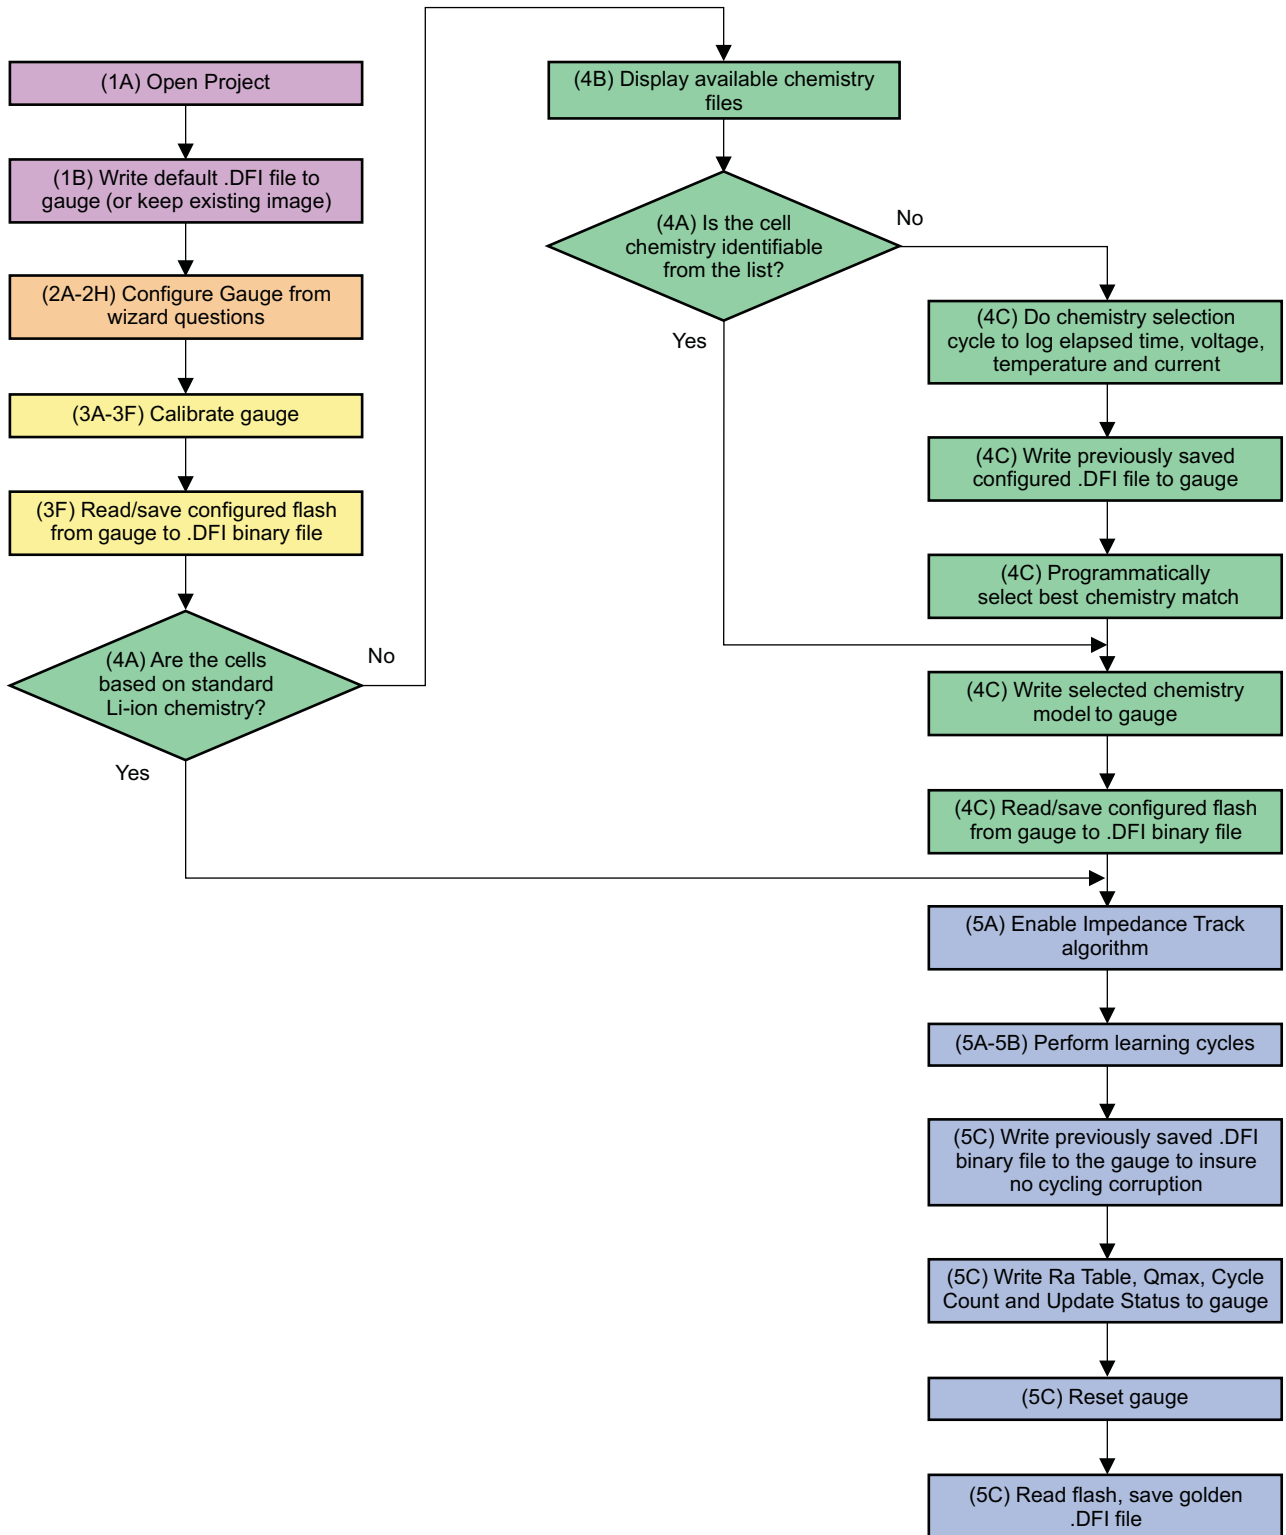 (1A) Open Project
(1B) Write default .DFI file to
gauge (or keep existing image)
(2A-2H) Configure Gauge from
wizard questions
(3A-3F) Calibrate gauge
(3F) Read/save configured flash
from gauge to .DFI binary file
(4A) Are the cells
based on standard
Li-ion chemistry?
No
Yes
(4B) Display available chemistry
files
(4A) Is the cell
chemistry identifiable
from the list?
No
Yes
(4C) Do chemistry selection
cycle to log elapsed time, voltage,
temperature and current
(4C) Write previously saved
configured .DFI file to gauge
(4C) Programmatically
select best chemistry match
(4C) Write selected chemistry
model to gauge
(4C) Read/save configured flash
from gauge to .DFI binary file
(5A) Enable Impedance Track
algorithm
(5A-5B) Perform learning cycles
(5C) Write previously saved .DFI
binary file to the gauge to insure
no cycling corruption
(5C) Write Ra Table, Qmax, Cycle
Count and Update Status to gauge
(5C) Reset gauge
(5C) Read flash, save golden
.DFI file